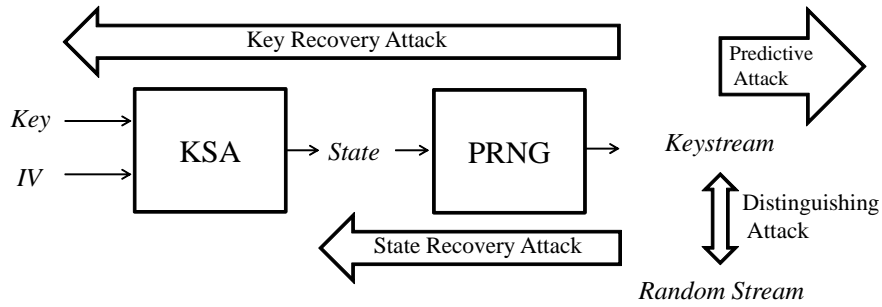 Key Recovery Attack
Predictive
Attack
Key
KSA
State
PRNG
Keystream
IV
Distinguishing
Attack
State Recovery Attack
Random Stream